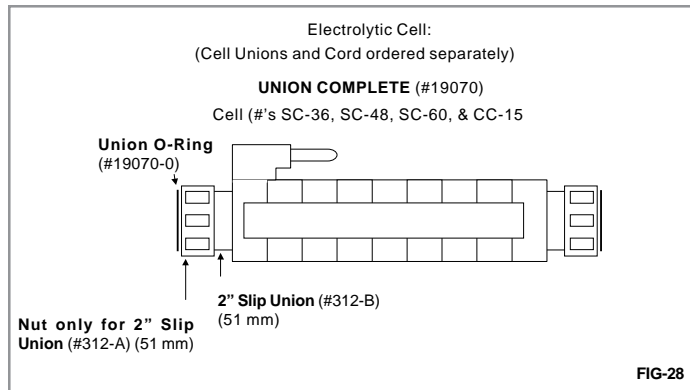 Electrolytic Cell:
(Cell Unions and Cord ordered separately)
UNION COMPLETE (#19070)
Cell (#'s SC-36, SC-48, SC-60, & CC-15
Union O-Ring
(#19070-0)
2” Slip Union (#312-B)
(51 mm)
Nut only for 2” Slip
Union (#312-A) (51 mm)
FIG-28